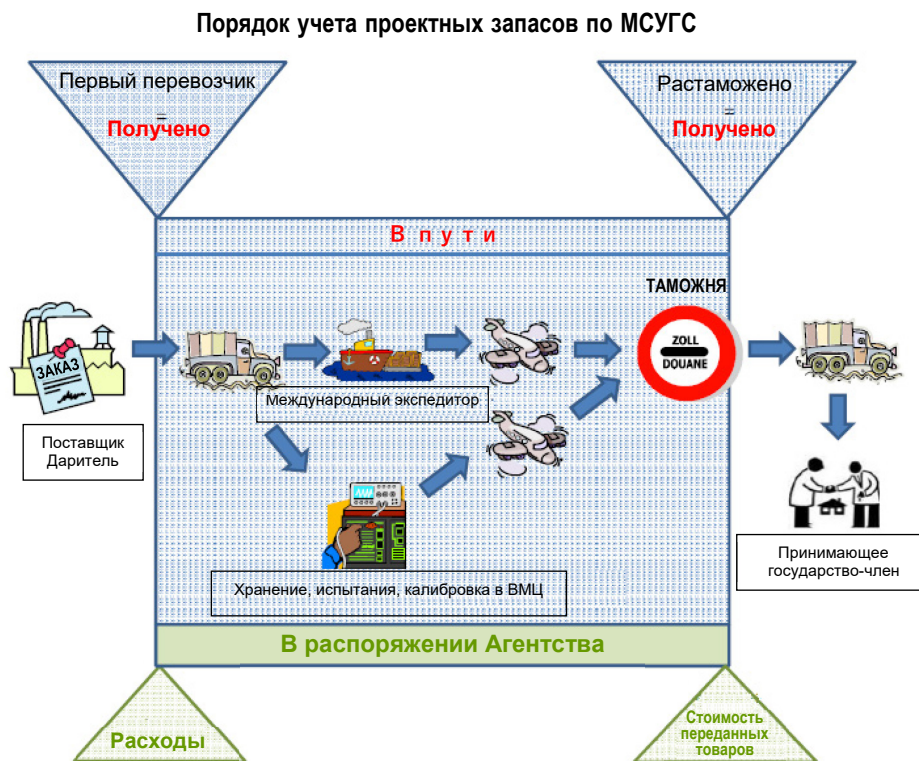 Порядок учета проектных запасов по МСУГС
Первый перевозчик
=
Получено
Растаможено
=
Получено
В пути
ТАМОЖНЯ
ZOLL
DOUANE
ЗАКАЗ
Международный экспедитор
Поставщик
Даритель
Хранение, испытания, калибровка в ВМЦ
Принимающее
государство-член
В распоряжении Агентства
Расходы
Стоимость
переданных
товаров